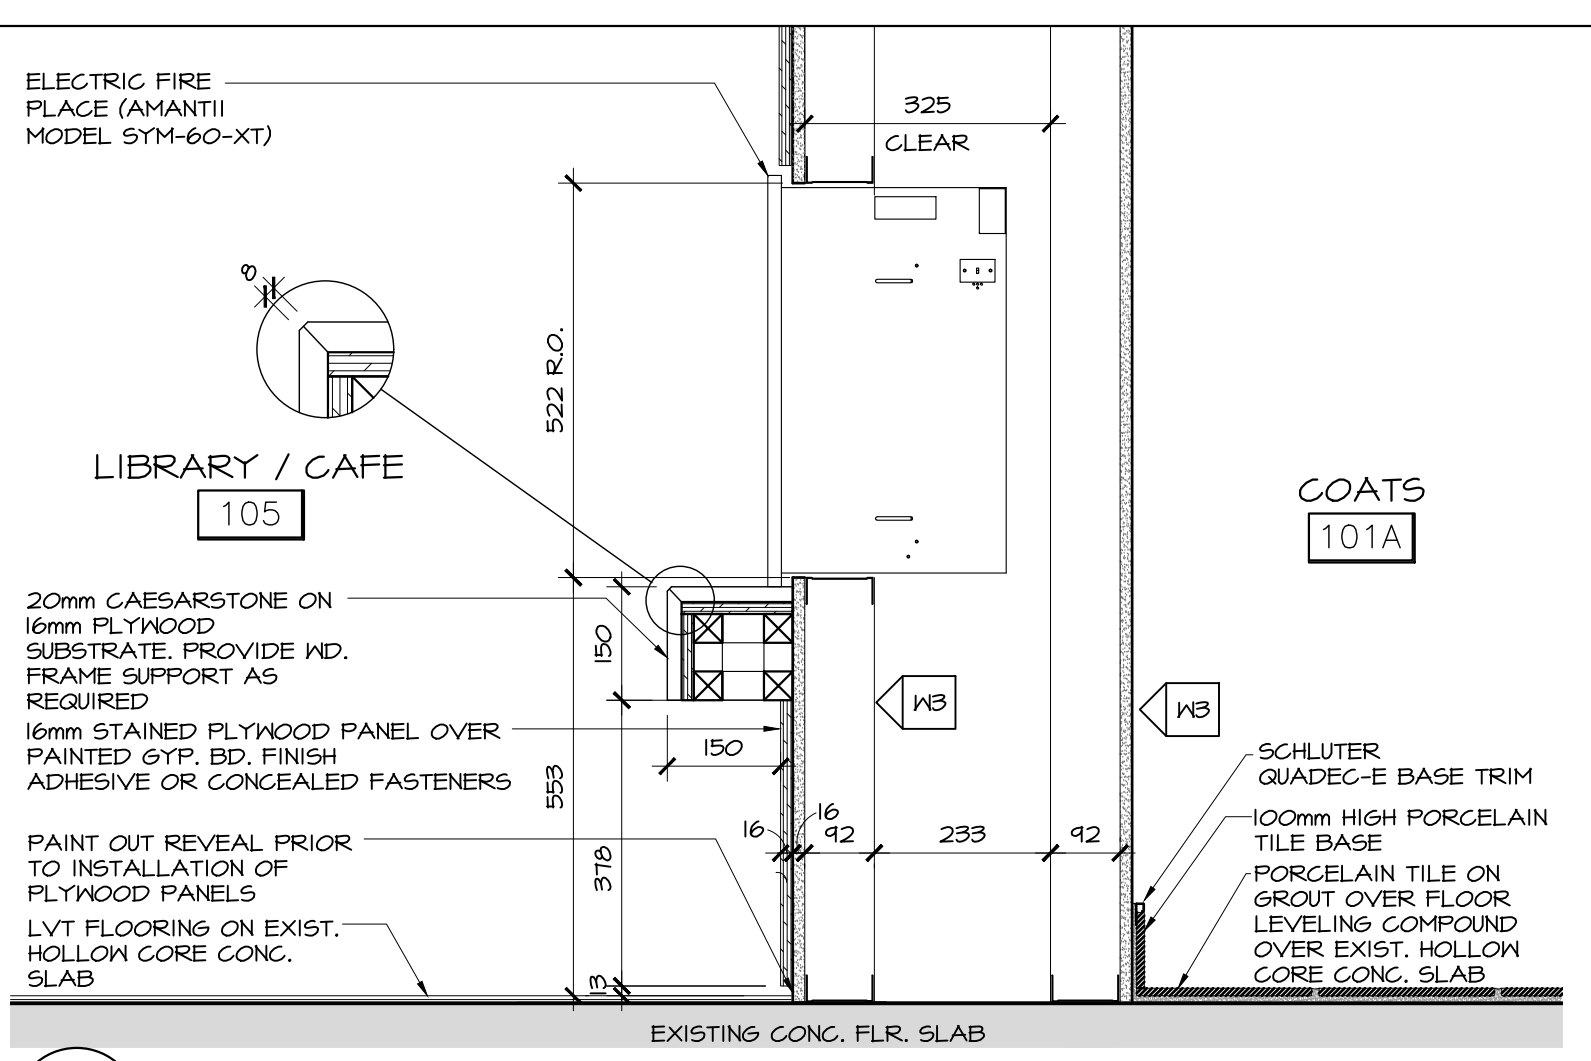 ELECTRIC FIRE
PLACE (AMANTII
MODEL SYM-60-XT)
325
CLEAR
8
522 R.O.
LIBRARY / CAFE
105
COATS
101A
20mm CAESARSTONE ON
16mm PLYWOOD
SUBSTRATE. PROVIDE WD.
FRAME SUPPORT AS
REQUIRED
150
16mm STAINED PLYWOOD PANEL OVER
PAINTED GYP. BD. FINISH
ADHESIVE OR CONCEALED FASTENERS
150
553
W3
W3
SCHLUTER
QUADEC-E BASE TRIM
100mm HIGH PORCELAIN
TILE BASE
16
16
92
233
92
PAINT OUT REVEAL PRIOR
TO INSTALLATION OF
PLYWOOD PANELS
378
PORCELAIN TILE ON
GROUT OVER FLOOR
LEVELING COMPOUND
OVER EXIST. HOLLOW
CORE CONC. SLAB
LVT FLOORING ON EXIST.
HOLLOW CORE CONC.
SLAB
13
EXISTING CONC. FLR. SLAB